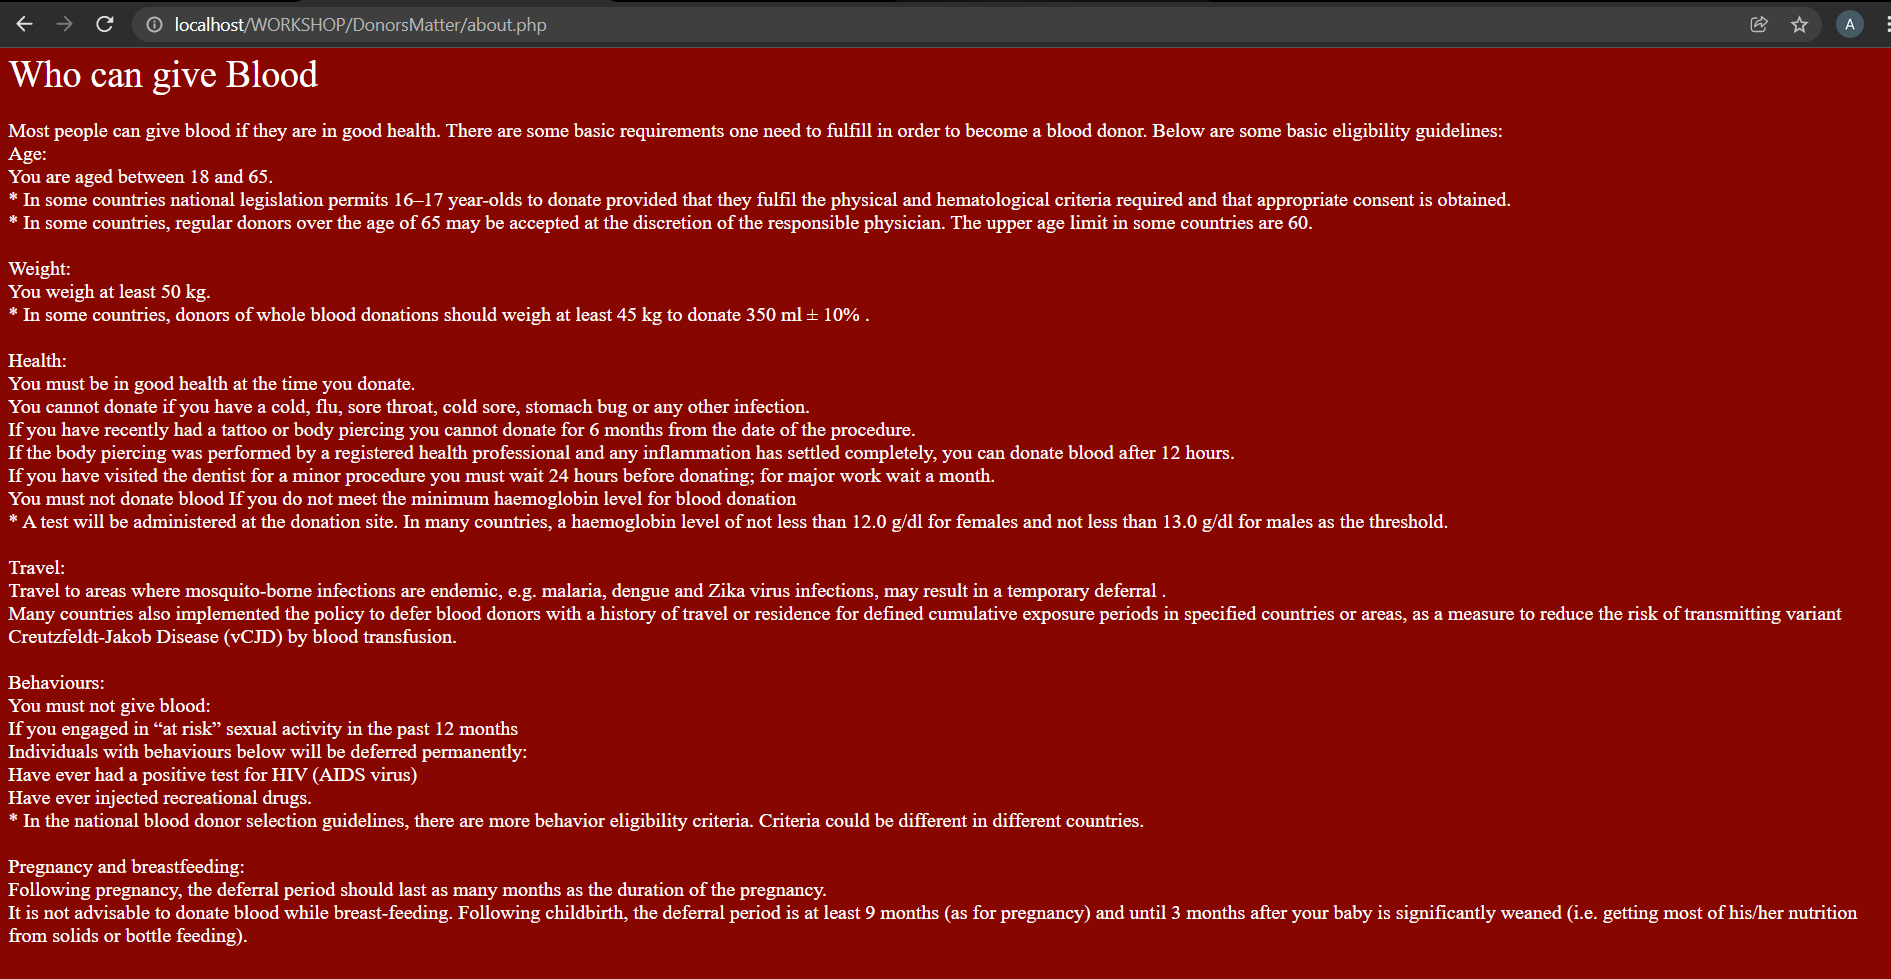 localhost/WORKSHOP/DonorsMatter/about.php
A
Who can give Blood
Most people can give blood if they are in good health. There are some basic requirements one need to fulfill in order to become a blood donor. Below are some basic eligibility guidelines:
Age:
You are aged between 18 and 65.
* In some countries national legislation permits 16–17 year-olds to donate provided that they fulfil the physical and hematological criteria required and that appropriate consent is obtained.
* In some countries, regular donors over the age of 65 may be accepted at the discretion of the responsible physician. The upper age limit in some countries are 60.
Weight:
You weigh at least 50 kg.
* In some countries, donors of whole blood donations should weigh at least 45 kg to donate 350 ml ± 10% .
Health:
You must be in good health at the time you donate.
You cannot donate if you have a cold, flu, sore throat, cold sore, stomach bug or any other infection.
If you have recently had a tattoo or body piercing you cannot donate for 6 months from the date of the procedure.
If the body piercing was performed by a registered health professional and any inflammation has settled completely, you can donate blood after 12 hours.
If you have visited the dentist for a minor procedure you must wait 24 hours before donating; for major work wait a month.
You must not donate blood If you do not meet the minimum haemoglobin level for blood donation
* A test will be administered at the donation site. In many countries, a haemoglobin level of not less than 12.0 g/dl for females and not less than 13.0 g/dl for males as the threshold.
Travel:
Travel to areas where mosquito-borne infections are endemic, e.g. malaria, dengue and Zika virus infections, may result in a temporary deferral .
Many countries also implemented the policy to defer blood donors with a history of travel or residence for defined cumulative exposure periods in specified countries or areas, as a measure to reduce the risk of transmitting variant
Creutzfeldt-Jakob Disease (vCJD) by blood transfusion.
Behaviours:
You must not give blood:
If you engaged in “at risk” sexual activity in the past 12 months
Individuals with behaviours below will be deferred permanently:
Have ever had a positive test for HIV (AIDS virus)
Have ever injected recreational drugs.
* In the national blood donor selection guidelines, there are more behavior eligibility criteria. Criteria could be different in different countries.
Pregnancy and breastfeeding:
Following pregnancy, the deferral period should last as many months as the duration of the pregnancy.
It is not advisable to donate blood while breast-feeding. Following childbirth, the deferral period is at least 9 months (as for pregnancy) and until 3 months after your baby is significantly weaned (i.e. getting most of his/her nutrition
from solids or bottle feeding).